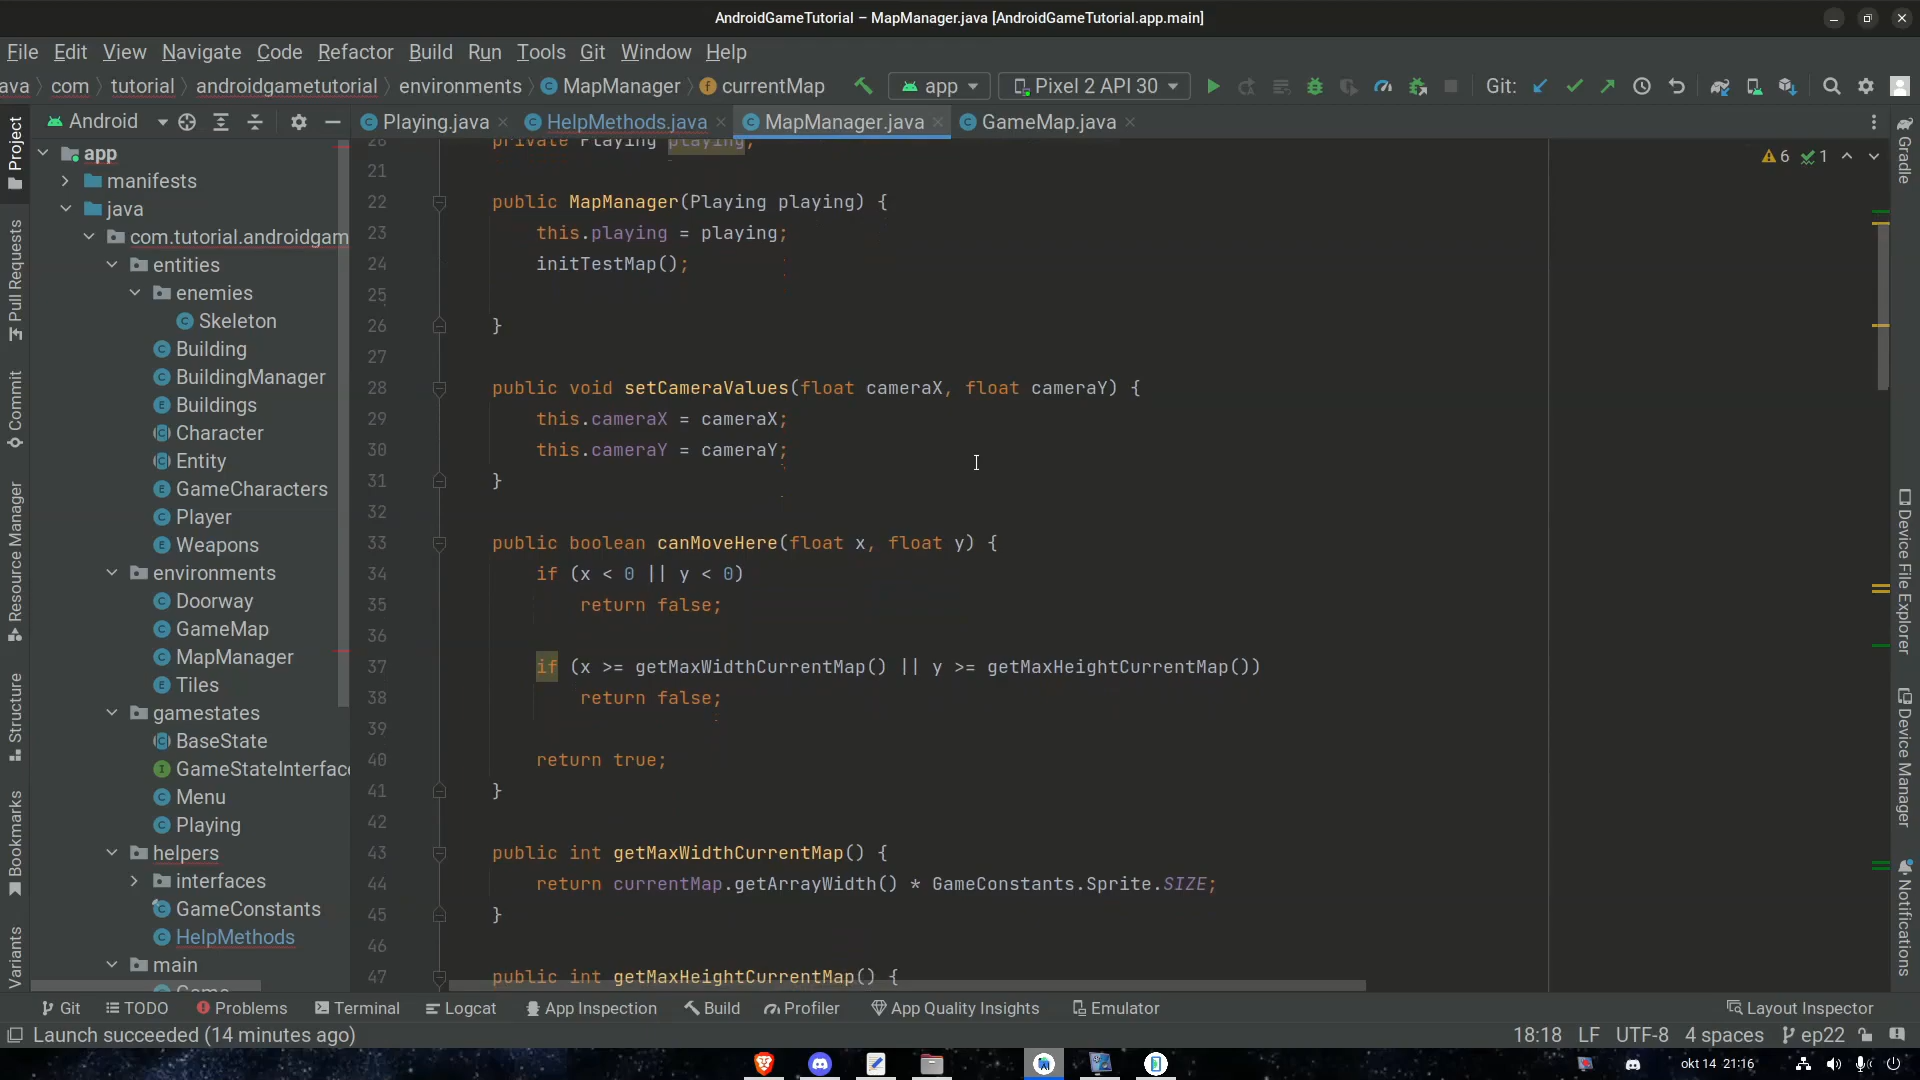 AndroidGameTutorial – MapManager.java [AndroidGameTutorial.app.main]
File Edit View Navigate Code Refactor Build Run Tools Git Window Help
ava com tutorial androidgametutorial environments MapManager currentMap app Pixel 2 API 30 Git:
Android
Playing.java HelpMethods.java MapManager.java GameMap.java
Project
Pull Requests
Commit
Resource Manager
Structure
Bookmarks
Variants
app
manifests
java
com.tutorial.androidgam
entities
enemies
Skeleton
Building
BuildingManager
Buildings
Character
Entity
GameCharacters
Player
Weapons
environments
Doorway
GameMap
MapManager
Tiles
gamestates
BaseState
GameStateInterface
Menu
Playing
helpers
interfaces
GameConstants
HelpMethods
main
Game
6 1
20 private Playing playing;
21
22 public MapManager(Playing playing) {
23 this.playing = playing;
24 initTestMap();
25
26 }
27
28 public void setCameraValues(float cameraX, float cameraY) {
29 this.cameraX = cameraX;
30 this.cameraY = cameraY;
31 }
32
33 public boolean canMoveHere(float x, float y) {
34 if (x < 0 || y < 0)
35 return false;
36
37 if (x >= getMaxWidthCurrentMap() || y >= getMaxHeightCurrentMap())
38 return false;
39
40 return true;
41 }
42
43 public int getMaxWidthCurrentMap() {
44 return currentMap.getArrayWidth() * GameConstants.Sprite.SIZE;
45 }
46
47 public int getMaxHeightCurrentMap() {
Gradle
Device File Explorer
Device Manager
Notifications
Git TODO Problems Terminal Logcat App Inspection Build Profiler App Quality Insights Emulator Layout Inspector
Launch succeeded (14 minutes ago) 18:18 LF UTF-8 4 spaces ep22
okt 14 21:16